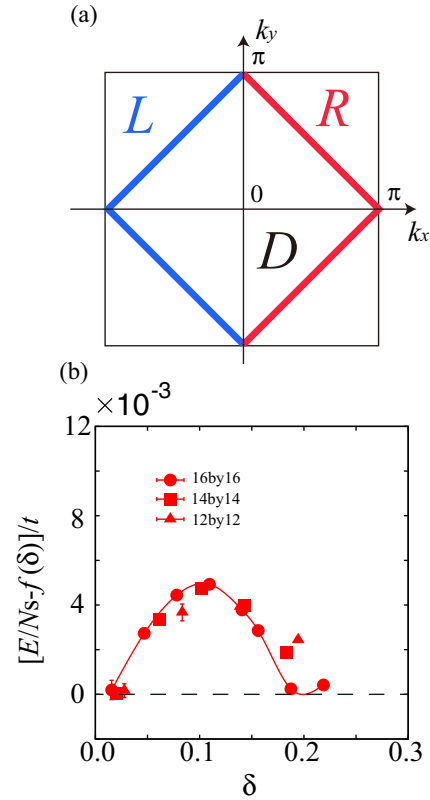 (a)
ky
π
L
R
0
π
kx
D
(b)
×10⁻³
12
8
4
0
[E/Ns-f(δ)]/t
16by16
14by14
12by12
0.0
0.1
0.2
0.3
δ